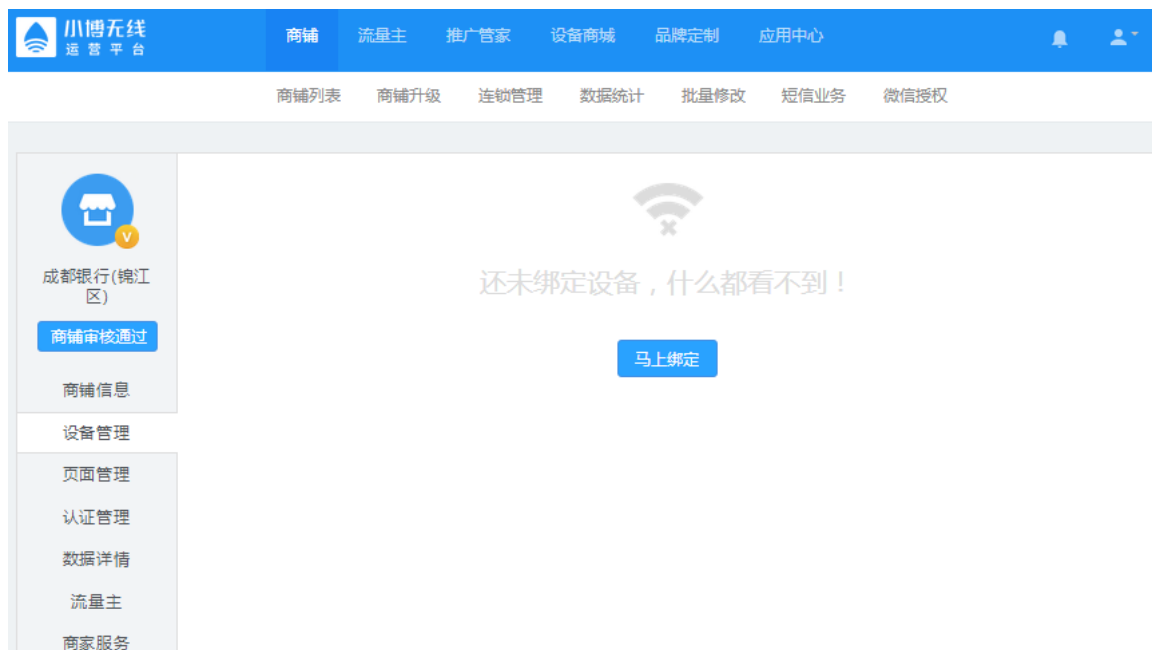 小博无线
运营平台
商铺 流量主 推广管家 设备商城 品牌定制 应用中心
商铺列表 商铺升级 连锁管理 数据统计 批量修改 短信业务 微信授权
V
成都银行(锦江
区)
商铺审核通过
商铺信息
设备管理
页面管理
认证管理
数据详情
流量主
商家服务
还未绑定设备，什么都看不到！
马上绑定